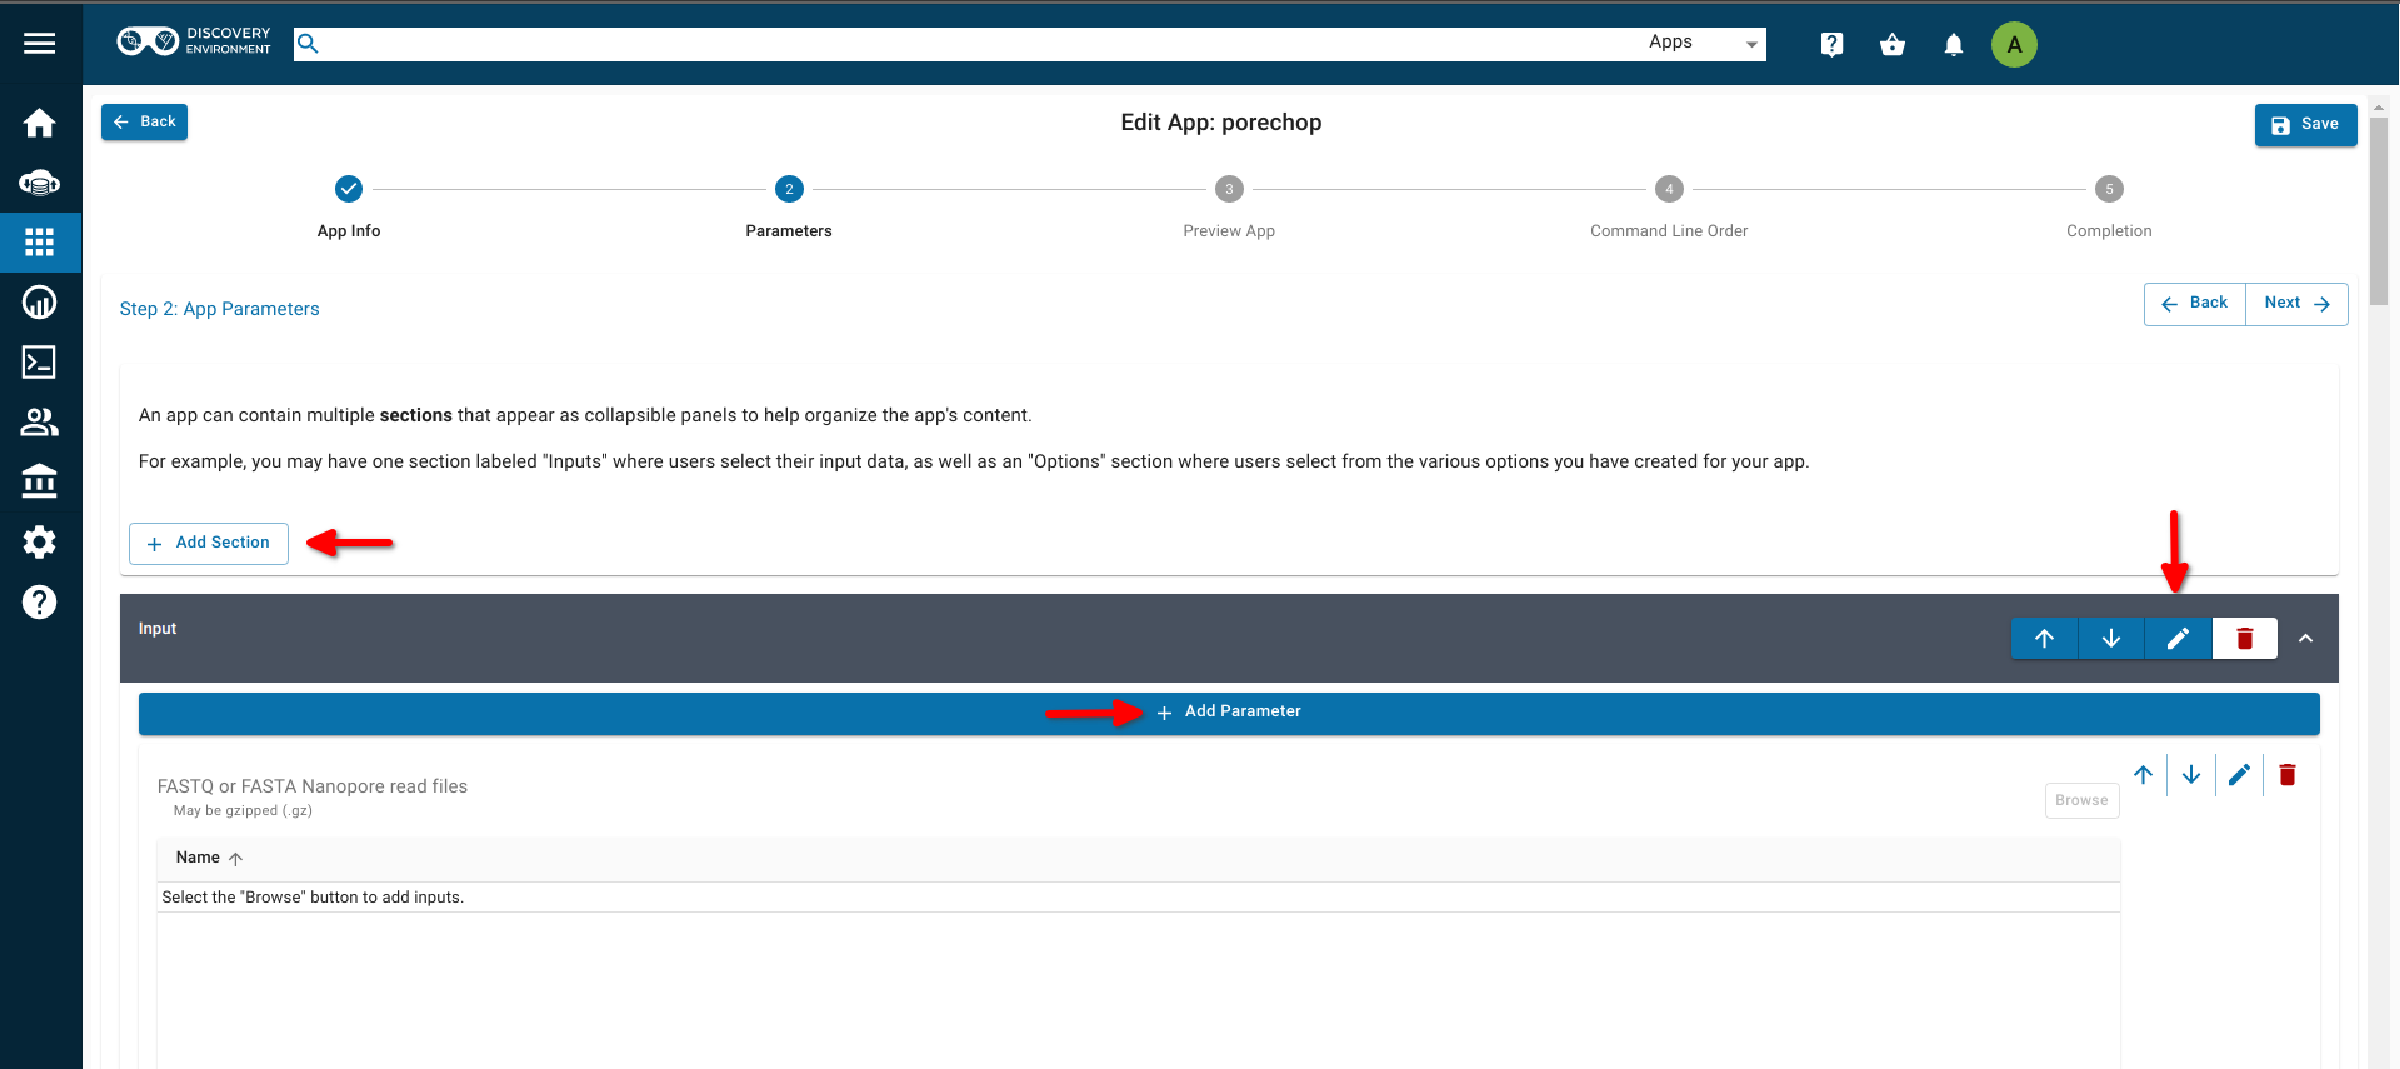 DISCOVERY
ENVIRONMENT
Apps
A
Back
Edit App: porechop
Save
2
3
4
5
App Info
Parameters
Preview App
Command Line Order
Completion
Step 2: App Parameters
Back
Next
An app can contain multiple sections that appear as collapsible panels to help organize the app's content.
For example, you may have one section labeled "Inputs" where users select their input data, as well as an "Options" section where users select from the various options you have created for your app.
Add Section
Input
Add Parameter
FASTQ or FASTA Nanopore read files
May be gzipped (.gz)
Browse
Name
Select the "Browse" button to add inputs.